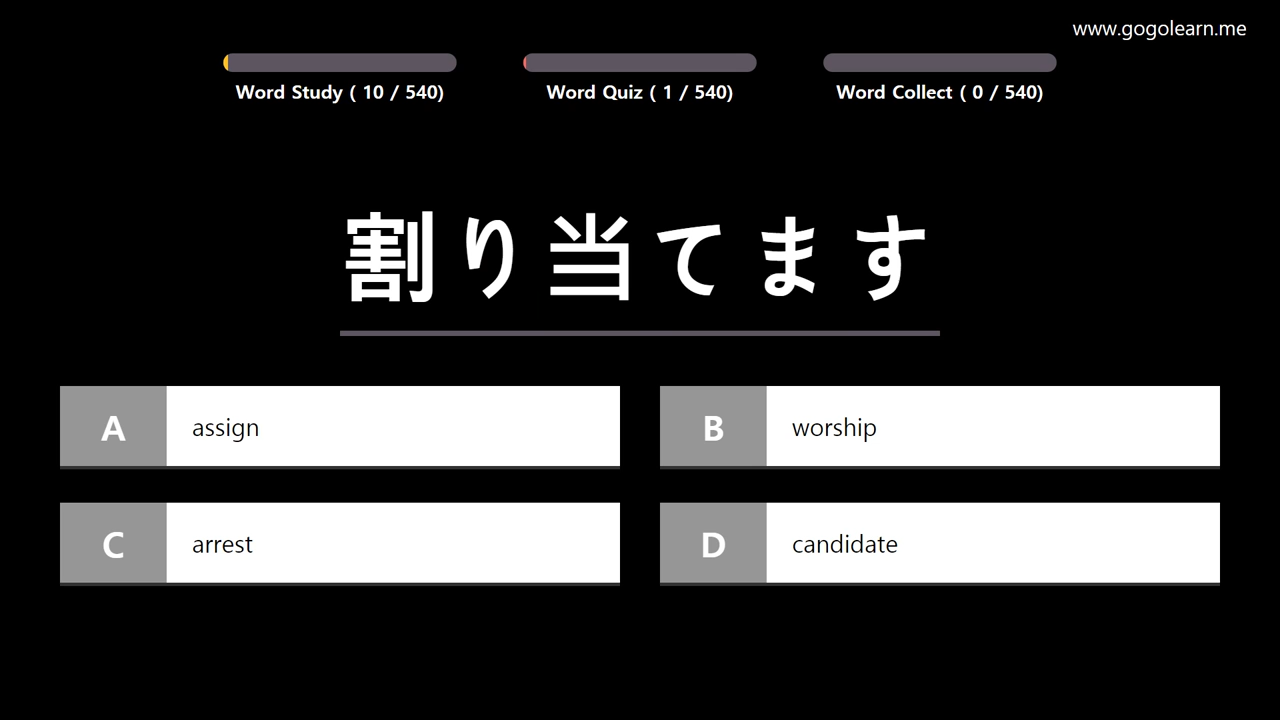 www.gogolearn.me
Word Study ( 10 / 540)
Word Quiz ( 1 / 540)
Word Collect ( 0 / 540)
割り当てます
A assign
B worship
C arrest
D candidate